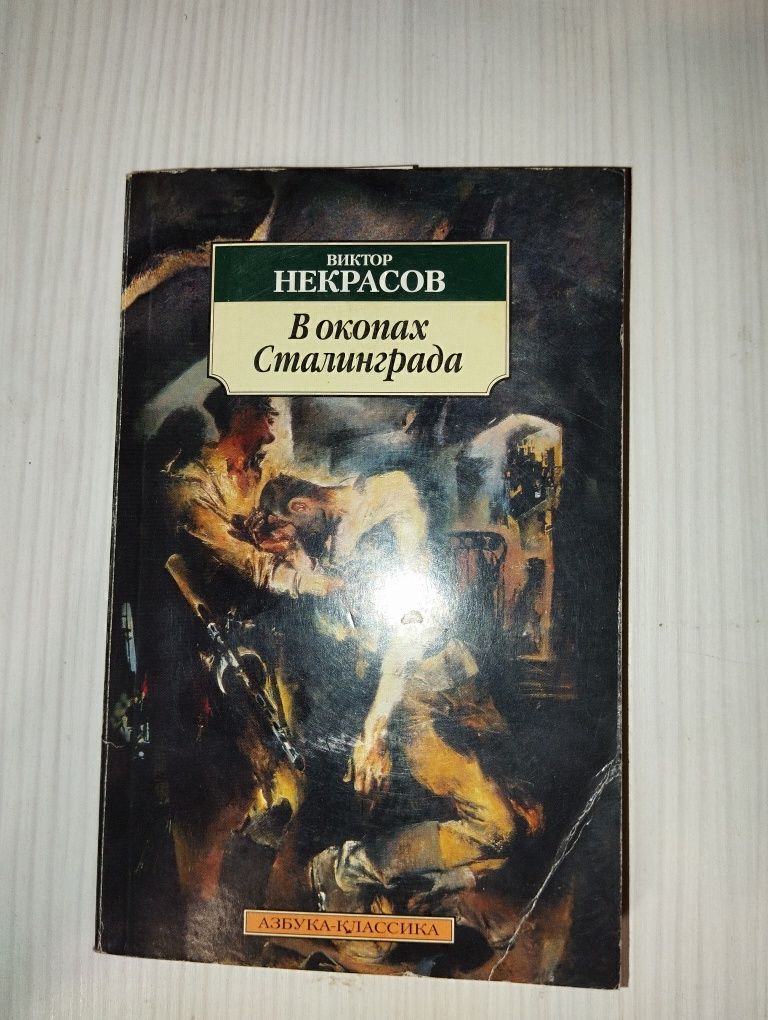 ВИКТОР
НЕКРАСОВ
В окопах
Сталинграда
АЗБУКА-КЛАССИКА